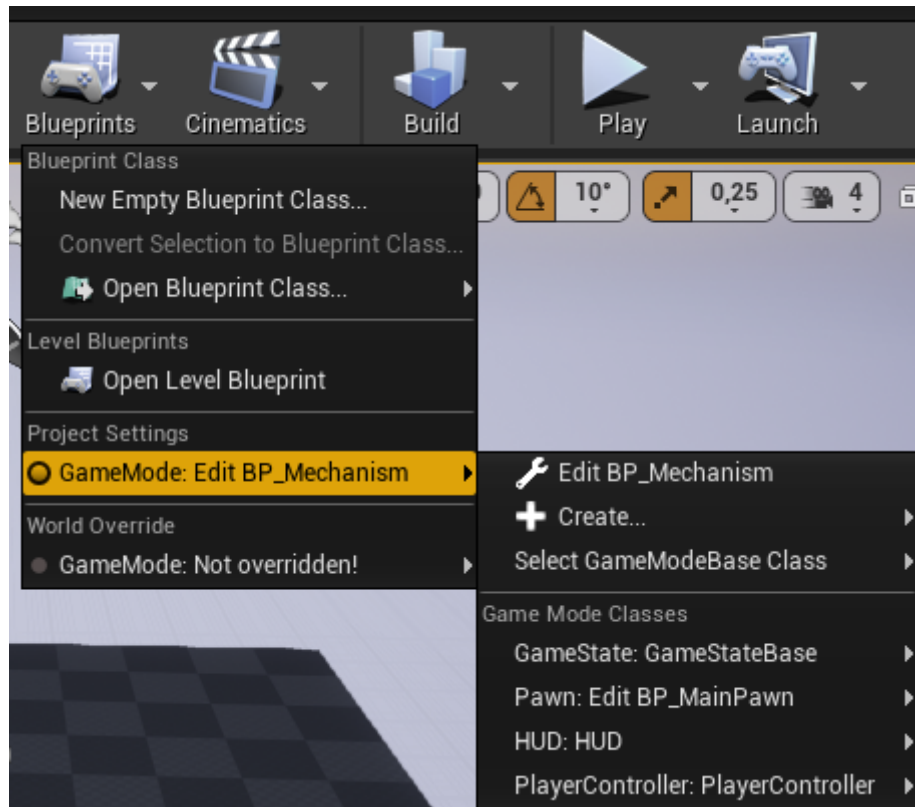 Blueprints Cinematics Build Play Launch
Blueprint Class
New Empty Blueprint Class...
10° 0,25 4
Convert Selection to Blueprint Class...
Open Blueprint Class...
Level Blueprints
Open Level Blueprint
Project Settings
GameMode: Edit BP_Mechanism
World Override
GameMode: Not overridden!
Edit BP_Mechanism
Create...
Select GameModeBase Class
Game Mode Classes
GameState: GameStateBase
Pawn: Edit BP_MainPawn
HUD: HUD
PlayerController: PlayerController